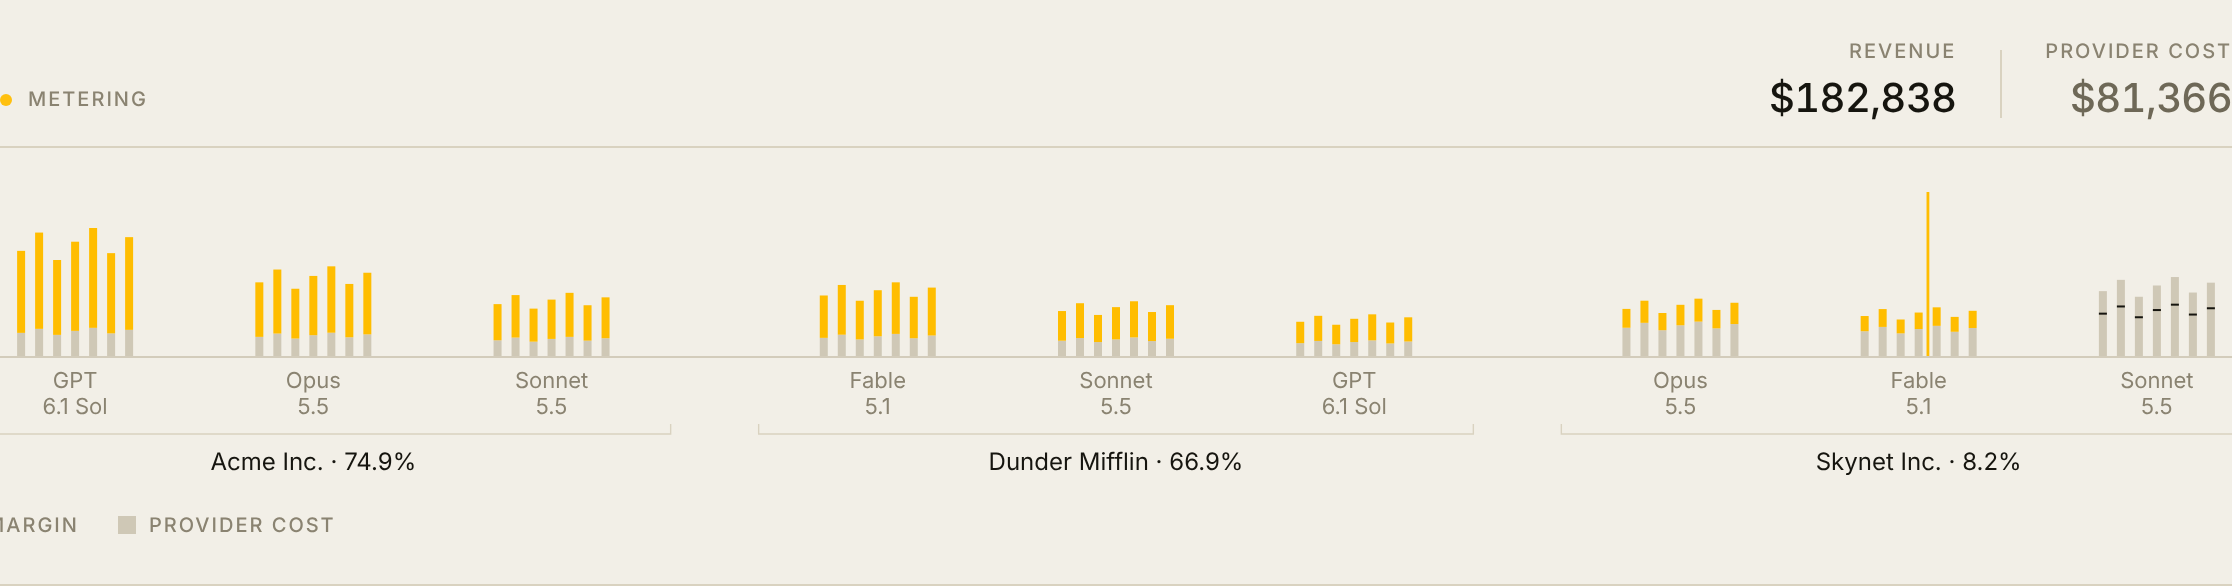 METERING
REVENUE
$182,838
PROVIDER COST
$81,366
GPT
6.1 Sol
Opus
5.5
Sonnet
5.5
Fable
5.1
Sonnet
5.5
GPT
6.1 Sol
Opus
5.5
Fable
5.1
Sonnet
5.5
Acme Inc. · 74.9%
Dunder Mifflin · 66.9%
Skynet Inc. · 8.2%
MARGIN
PROVIDER COST